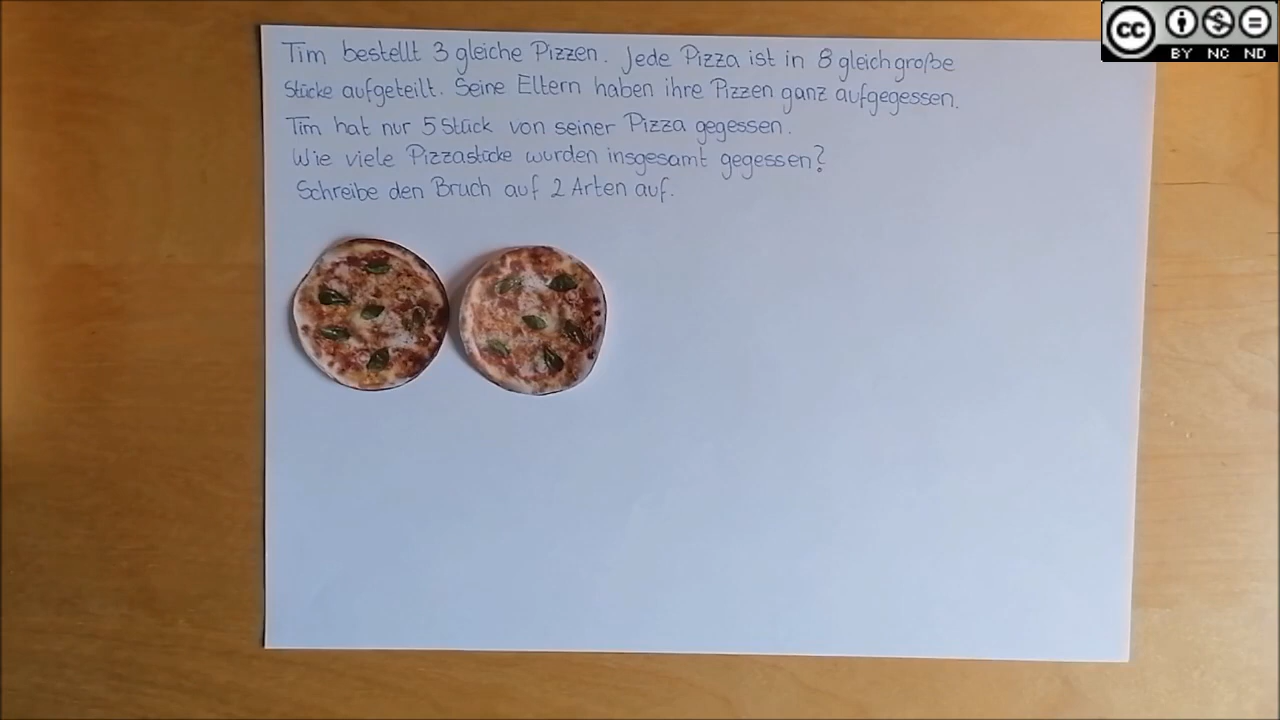 Tim bestellt 3 gleiche Pizzen. Jede Pizza ist in 8 gleich große
Stücke aufgeteilt. Seine Eltern haben ihre Pizzen ganz aufgegessen.
Tim hat nur 5 Stück von seiner Pizza gegessen.
Wie viele Pizzastücke wurden insgesamt gegessen?
Schreibe den Bruch auf 2 Arten auf.
CC
BY NC ND